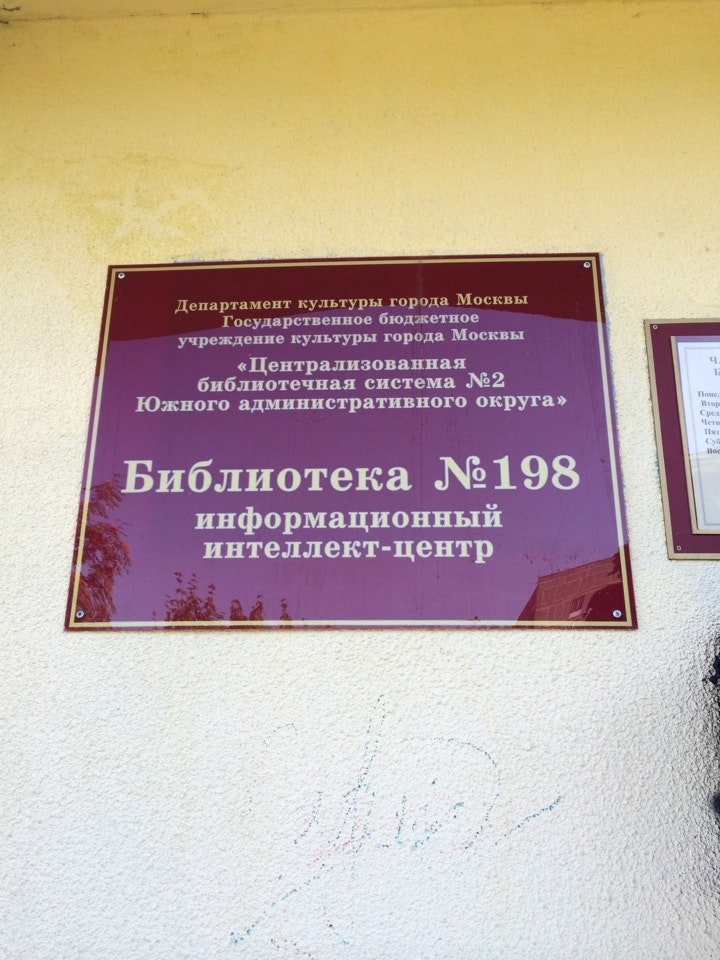 Департамент культуры города Москвы
Государственное бюджетное
учреждение культуры города Москвы
«Централизованная
библиотечная система №2
Южного административного округа»
Библиотека №198
информационный
интеллект-центр